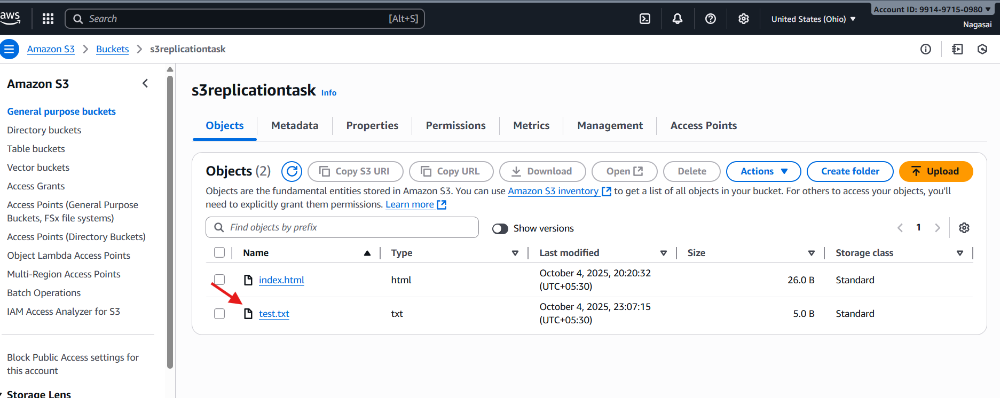 aws
Search
[Alt+S]
United States (Ohio)
Account ID: 9914-9715-0980
Nagasai
Amazon S3
Buckets
s3replicationtask
Amazon S3
General purpose buckets
Directory buckets
Table buckets
Vector buckets
Access Grants
Access Points (General Purpose
Buckets, FSx file systems)
Access Points (Directory Buckets)
Object Lambda Access Points
Multi-Region Access Points
Batch Operations
IAM Access Analyzer for S3
Block Public Access settings for
this account
Storage Lens
s3replicationtask Info
Objects
Metadata
Properties
Permissions
Metrics
Management
Access Points
Objects (2)
Copy S3 URI
Copy URL
Download
Open
Delete
Actions
Create folder
Upload
Objects are the fundamental entities stored in Amazon S3. You can use Amazon S3 inventory to get a list of all objects in your bucket. For others to access your objects, you'll
need to explicitly grant them permissions. Learn more
Find objects by prefix
Show versions
1
Name
Type
Last modified
Size
Storage class
index.html
html
October 4, 2025, 20:20:32
(UTC+05:30)
26.0 B
Standard
test.txt
txt
October 4, 2025, 23:07:15
(UTC+05:30)
5.0 B
Standard